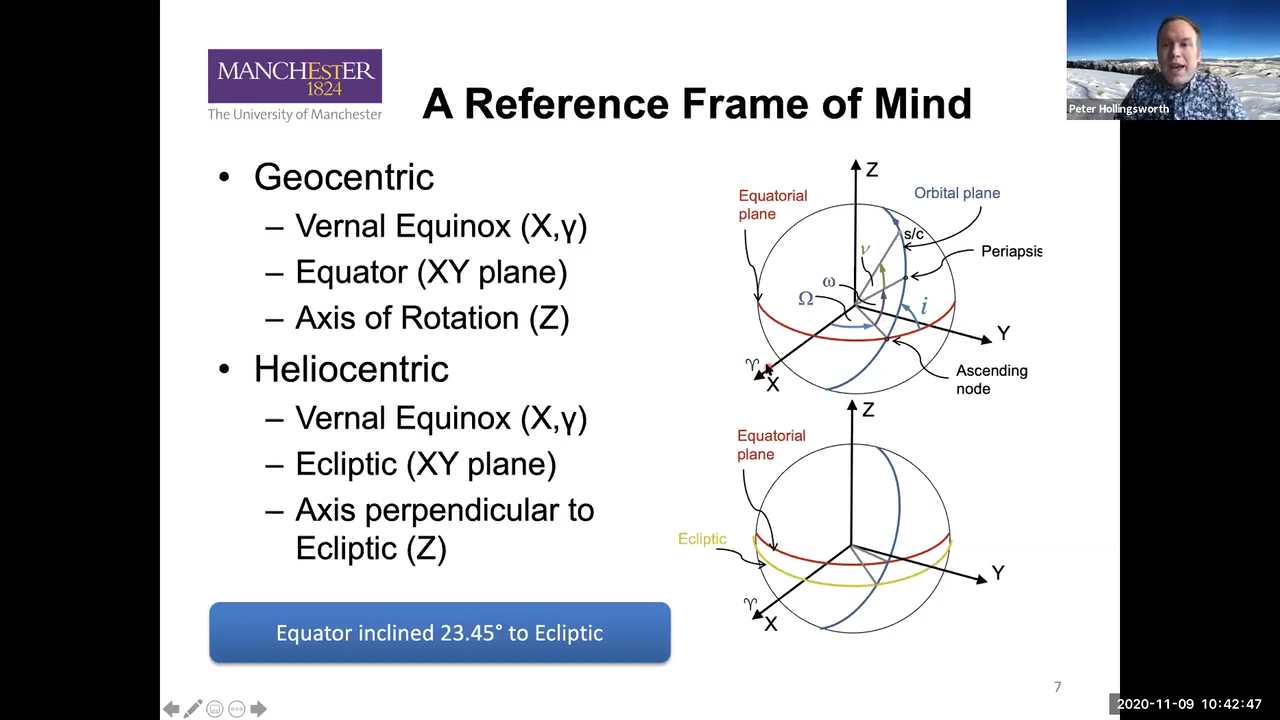 MANCHESTER
1824
The University of Manchester
A Reference Frame of Mind
Peter Hollingsworth
• Geocentric
– Vernal Equinox (X,γ)
– Equator (XY plane)
– Axis of Rotation (Z)
• Heliocentric
– Vernal Equinox (X,γ)
– Ecliptic (XY plane)
– Axis perpendicular to
Ecliptic (Z)
Equator inclined 23.45° to Ecliptic
Z
Equatorial
plane
Orbital plane
s/c
Periapsis
ν
ω
Ω
i
Y
♈
X
Ascending
node
Z
Equatorial
plane
Ecliptic
Y
♈
X
7
2020-11-09 10:42:47